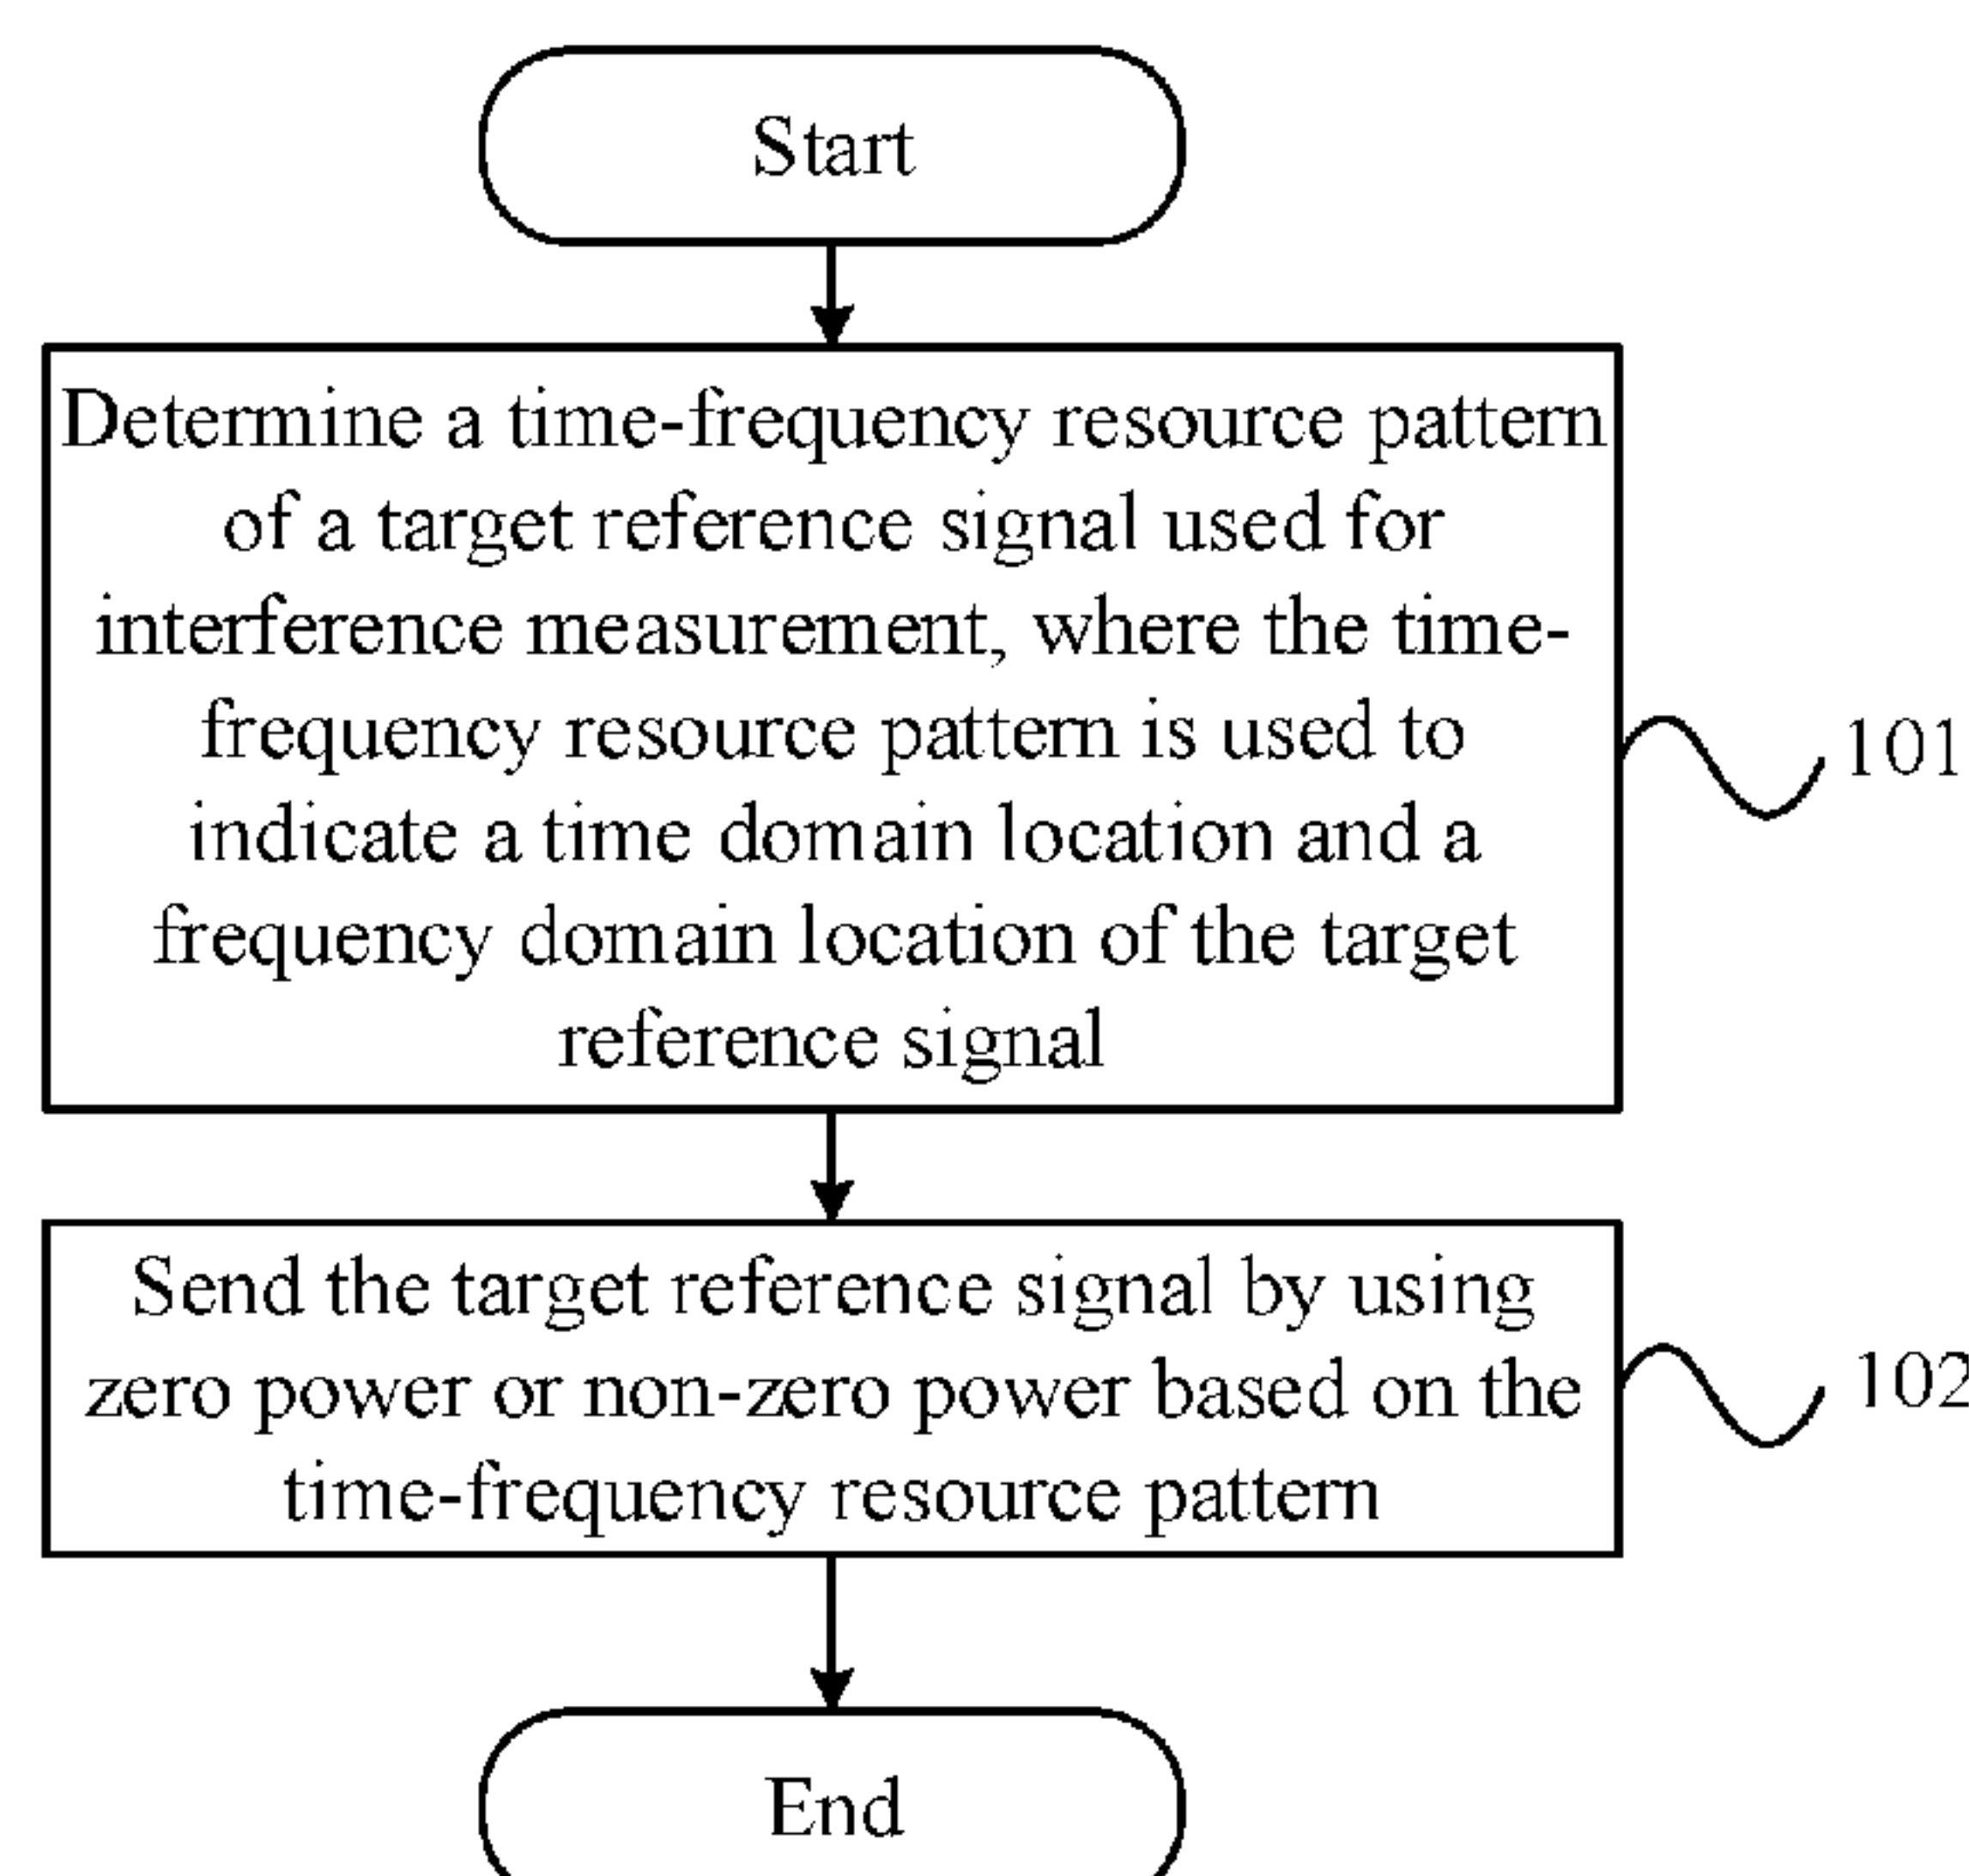 Start
Determine a time-frequency resource pattern
of a target reference signal used for
interference measurement, where the time-
frequency resource pattern is used to
indicate a time domain location and a
frequency domain location of the target
reference signal
101
Send the target reference signal by using
zero power or non-zero power based on the
time-frequency resource pattern
102
End